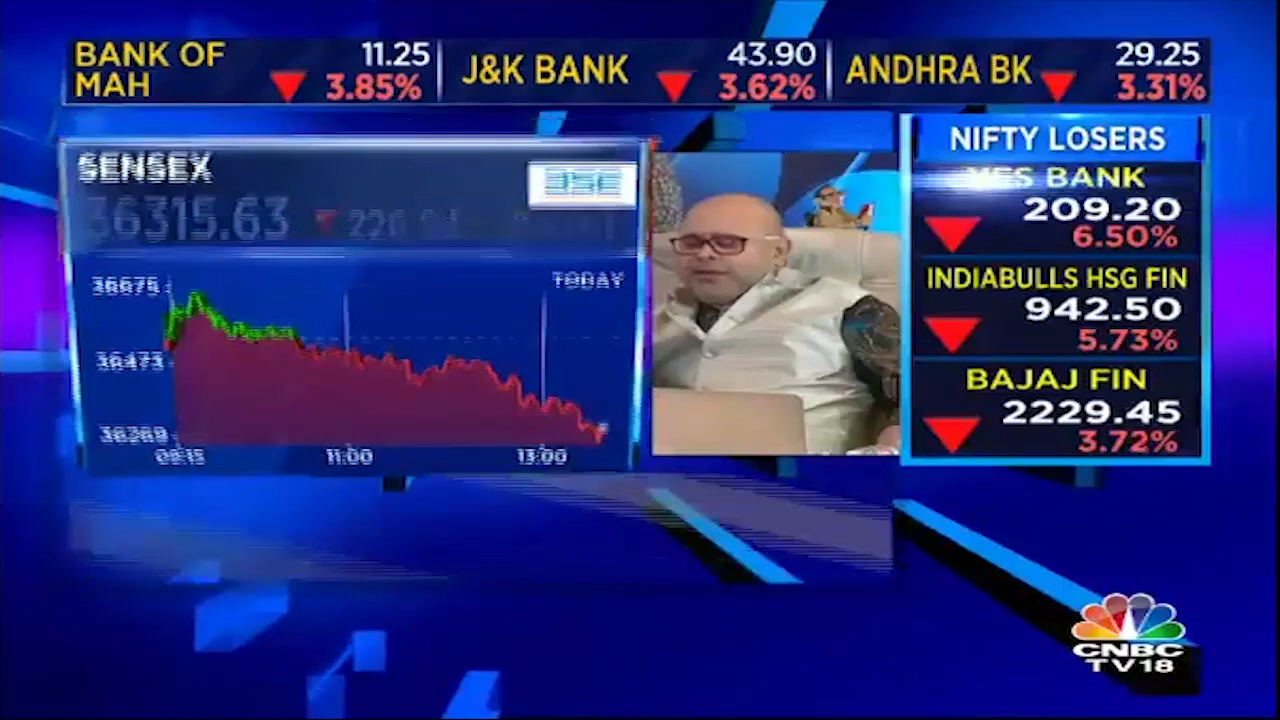 BANK OF
MAH
11.25
3.85%
J&K BANK
43.90
3.62%
ANDHRA BK
29.25
3.31%
SENSEX
BSE
36315.63
TODAY
36675
36473
36269
09:15
11:00
13:00
NIFTY LOSERS
YES BANK
209.20
6.50%
INDIABULLS HSG FIN
942.50
5.73%
BAJAJ FIN
2229.45
3.72%
CNBC
TV18